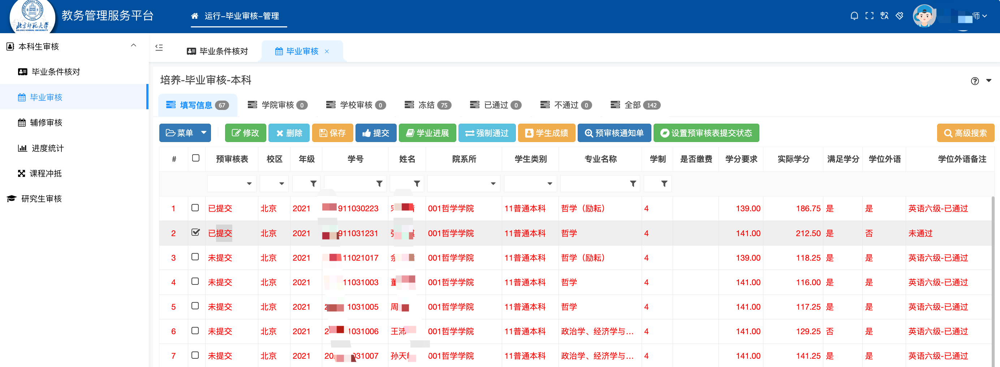 北京师范大学
BEIJING NORMAL UNIVERSITY
1902
教务管理服务平台
运行-毕业审核-管理
师
本科生审核
毕业条件核对
毕业审核
辅修审核
进度统计
课程冲抵
研究生审核
毕业条件核对 毕业审核 ×
培养-毕业审核-本科
填写信息 67 学院审核 0 学校审核 0 冻结 75 已通过 0 不通过 0 全部 142
菜单 修改 删除 保存 提交 学业进展 强制通过 学生成绩 预审核通知单 设置预审核表提交状态 高级搜索
# 预审核表 校区 年级 学号 姓名 院系所 学生类别 专业名称 学制 是否缴费 学分要求 实际学分 满足学分 学位外语 学位外语备注
1 已提交 北京 2021 911030223 001哲学学院 11普通本科 哲学（励耘） 4 139.00 186.75 是 是 英语六级-已通过
2 已提交 北京 2021 911031231 001哲学学院 11普通本科 哲学 4 141.00 212.50 是 否 未通过
3 未提交 北京 2021 11021017 001哲学学院 11普通本科 哲学（励耘） 4 139.00 118.25 是 是 英语六级-已通过
4 未提交 北京 2021 11031003 董 001哲学学院 11普通本科 哲学 4 141.00 116.00 是 是 英语六级-已通过
5 未提交 北京 2021 1031005 周 001哲学学院 11普通本科 哲学 4 141.00 117.25 是 是 英语六级-已通过
6 未提交 北京 2021 2 1031006 王沛 001哲学学院 11普通本科 政治学、经济学与... 4 141.00 129.25 否 是 英语六级-已通过
7 未提交 北京 2021 20 031007 孙天 001哲学学院 11普通本科 政治学、经济学与... 4 141.00 141.25 是 是 英语六级-已通过